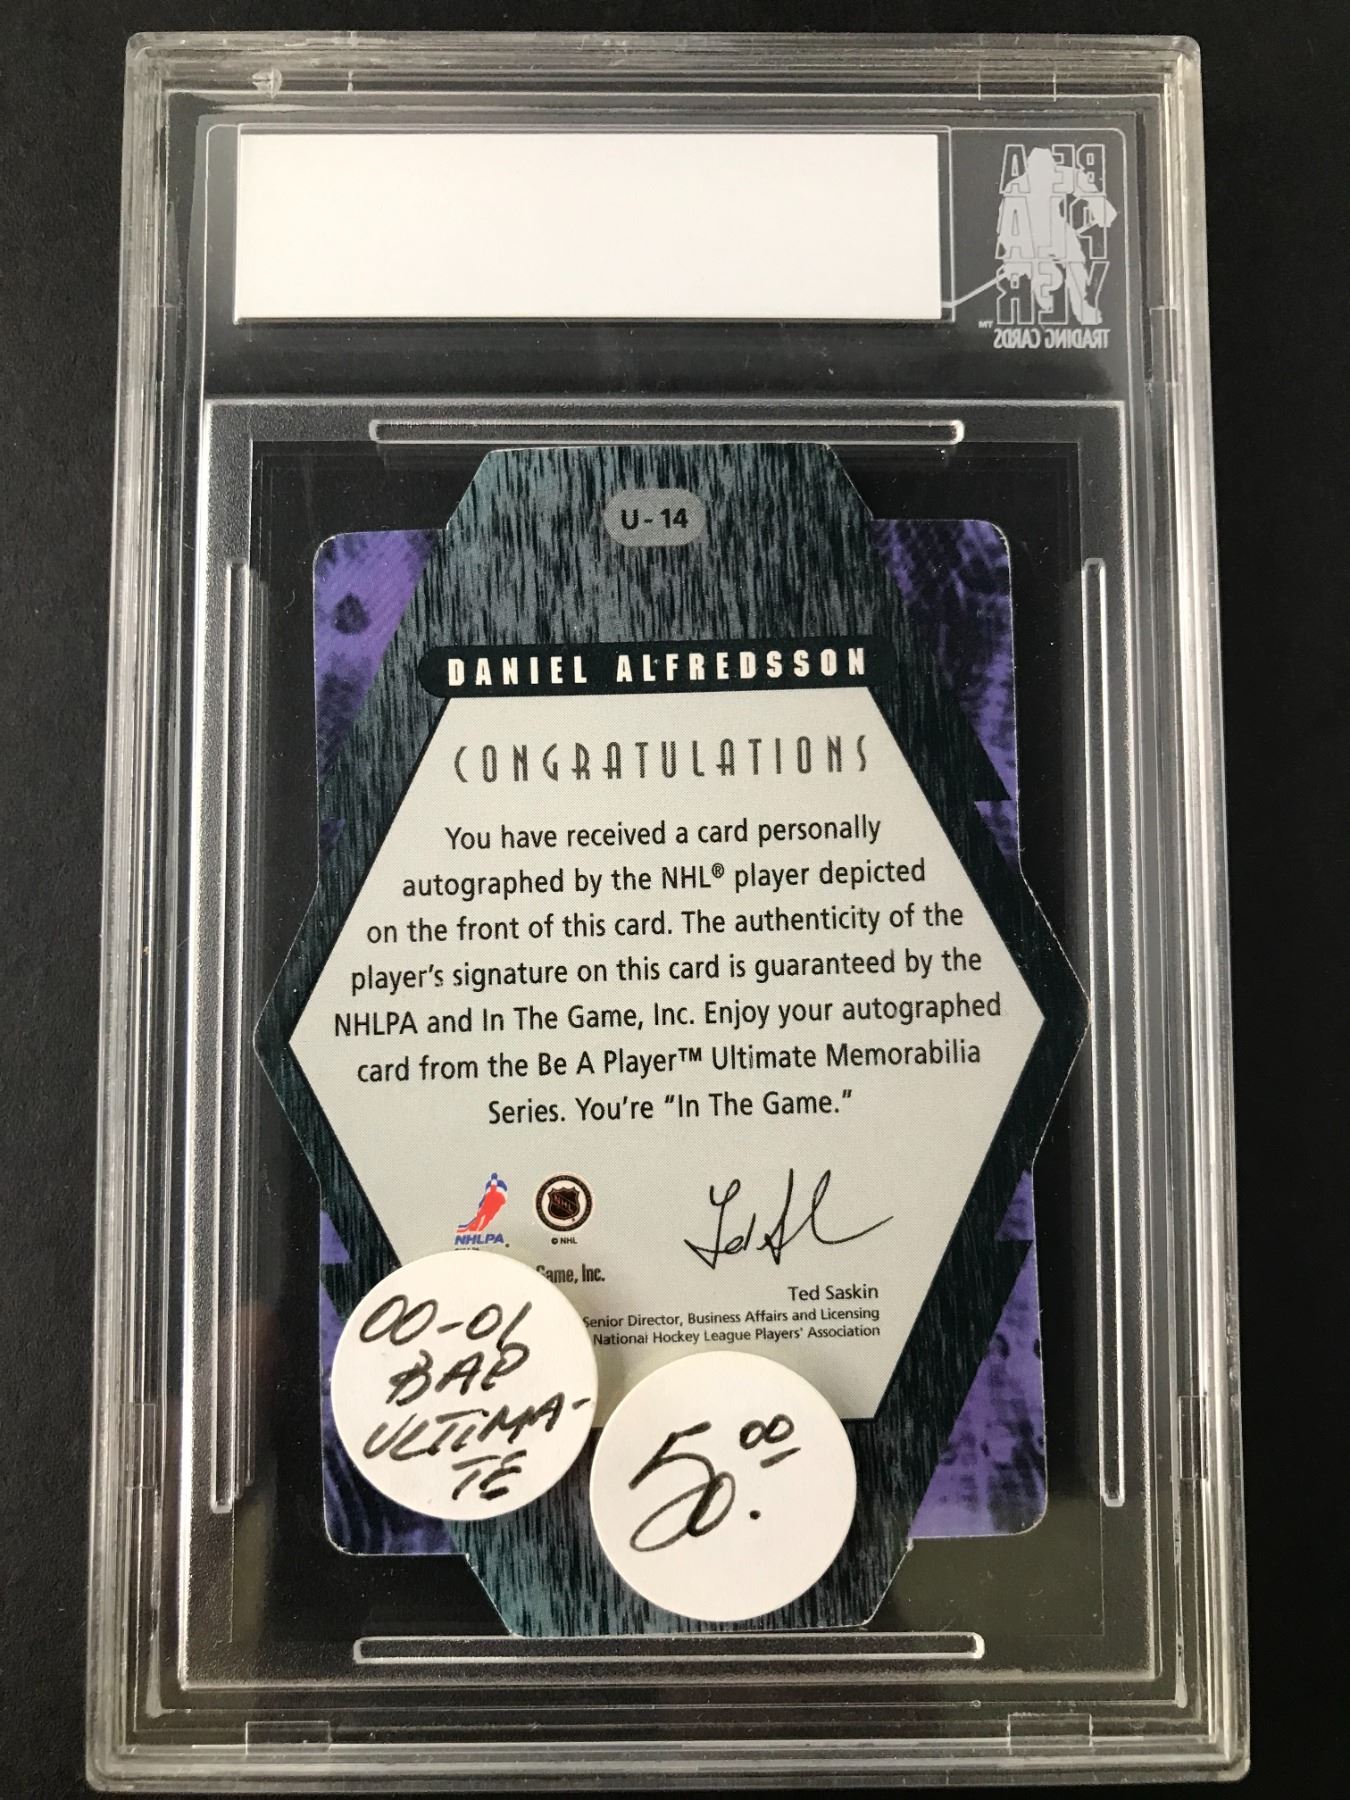 BE A
PLA
YER
TRADING CARDS™
U-14
DANIEL ALFREDSSON
CONGRATULATIONS
You have received a card personally
autographed by the NHL® player depicted
on the front of this card. The authenticity of the
player's signature on this card is guaranteed by the
NHLPA and In The Game, Inc. Enjoy your autographed
card from the Be A Player™ Ultimate Memorabilia
Series. You're "In The Game."
NHLPA
NHL
© NHL
Game, Inc.
Ted Saskin
Senior Director, Business Affairs and Licensing
National Hockey League Players' Association
00-01
BAP
ULTIMA-
TE
50.00